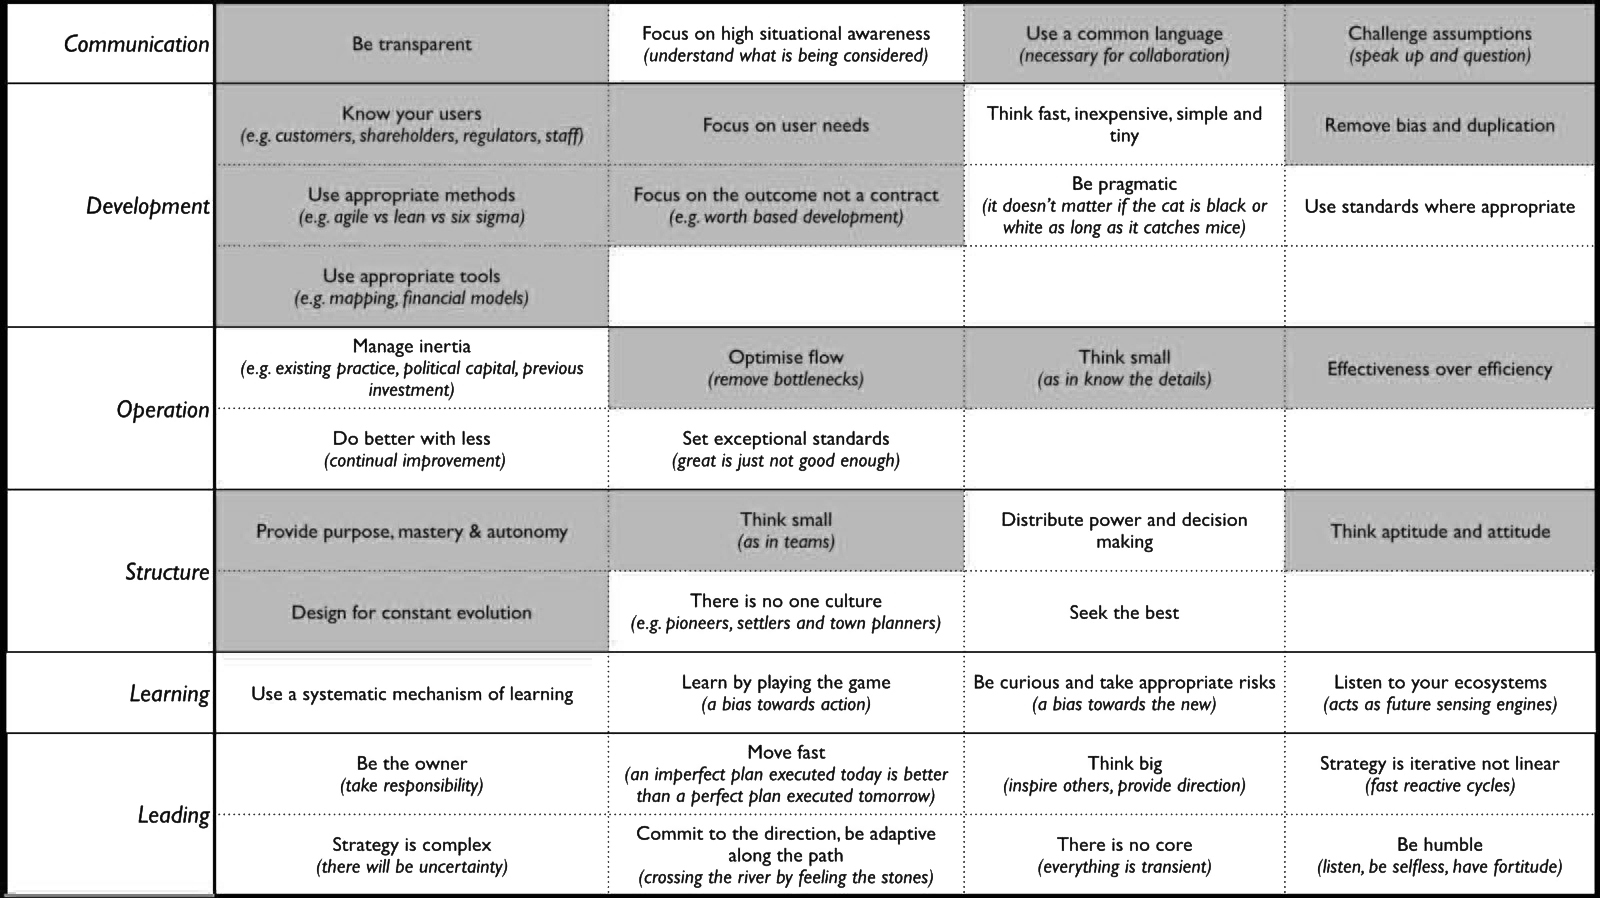 Communication
Be transparent
Focus on high situational awareness
(understand what is being considered)
Use a common language
(necessary for collaboration)
Challenge assumptions
(speak up and question)
Development
Know your users
(e.g. customers, shareholders, regulators, staff)
Focus on user needs
Think fast, inexpensive, simple and
tiny
Remove bias and duplication
Use appropriate methods
(e.g. agile vs lean vs six sigma)
Focus on the outcome not a contract
(e.g. worth based development)
Be pragmatic
(it doesn't matter if the cat is black or
white as long as it catches mice)
Use standards where appropriate
Use appropriate tools
(e.g. mapping, financial models)
Operation
Manage inertia
(e.g. existing practice, political capital, previous
investment)
Optimise flow
(remove bottlenecks)
Think small
(as in know the details)
Effectiveness over efficiency
Do better with less
(continual improvement)
Set exceptional standards
(great is just not good enough)
Structure
Provide purpose, mastery & autonomy
Think small
(as in teams)
Distribute power and decision
making
Think aptitude and attitude
Design for constant evolution
There is no one culture
(e.g. pioneers, settlers and town planners)
Seek the best
Learning
Use a systematic mechanism of learning
Learn by playing the game
(a bias towards action)
Be curious and take appropriate risks
(a bias towards the new)
Listen to your ecosystems
(acts as future sensing engines)
Leading
Be the owner
(take responsibility)
Move fast
(an imperfect plan executed today is better
than a perfect plan executed tomorrow)
Think big
(inspire others, provide direction)
Strategy is iterative not linear
(fast reactive cycles)
Strategy is complex
(there will be uncertainty)
Commit to the direction, be adaptive
along the path
(crossing the river by feeling the stones)
There is no core
(everything is transient)
Be humble
(listen, be selfless, have fortitude)